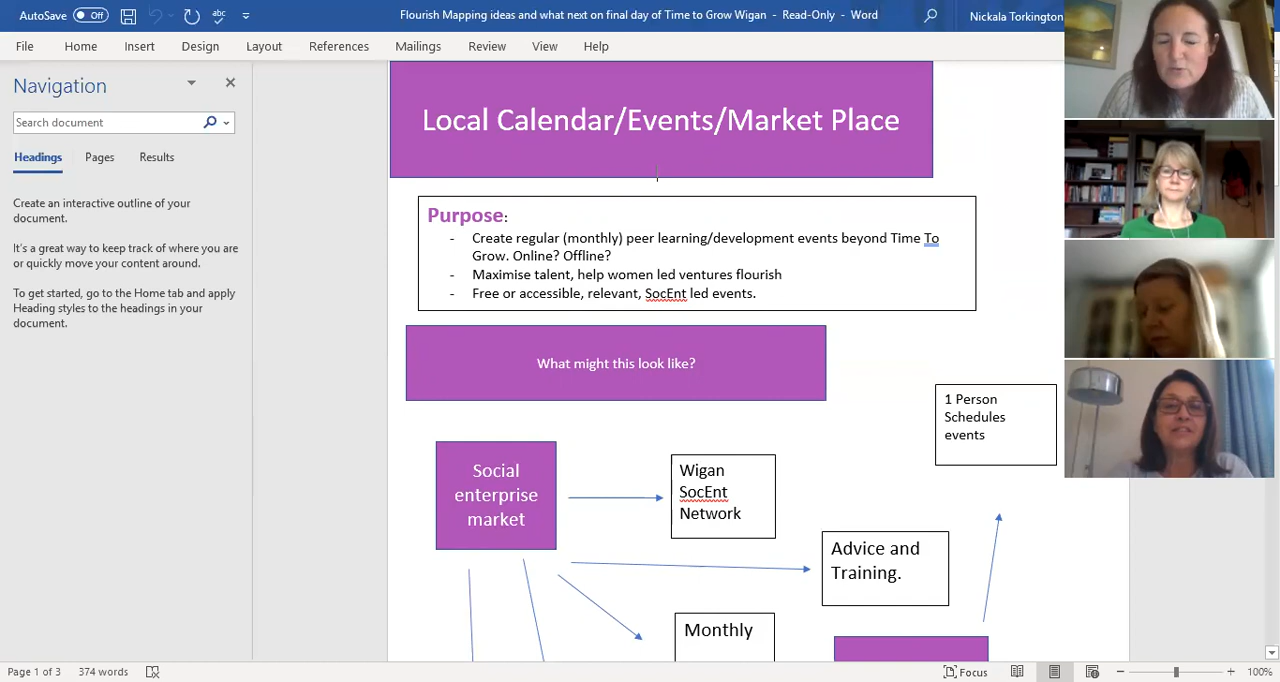 AutoSave Off
Flourish Mapping ideas and what next on final day of Time to Grow Wigan - Read-Only - Word
Nickala Torkington
File Home Insert Design Layout References Mailings Review View Help
Navigation
Search document
Headings Pages Results
Create an interactive outline of your
document.
It's a great way to keep track of where you are
or quickly move your content around.
To get started, go to the Home tab and apply
Heading styles to the headings in your
document.
Local Calendar/Events/Market Place
Purpose:
- Create regular (monthly) peer learning/development events beyond Time To
Grow. Online? Offline?
- Maximise talent, help women led ventures flourish
- Free or accessible, relevant, SocEnt led events.
What might this look like?
1 Person
Schedules
events
Social
enterprise
market
Wigan
SocEnt
Network
Advice and
Training.
Monthly
Page 1 of 3 374 words
Focus
100%